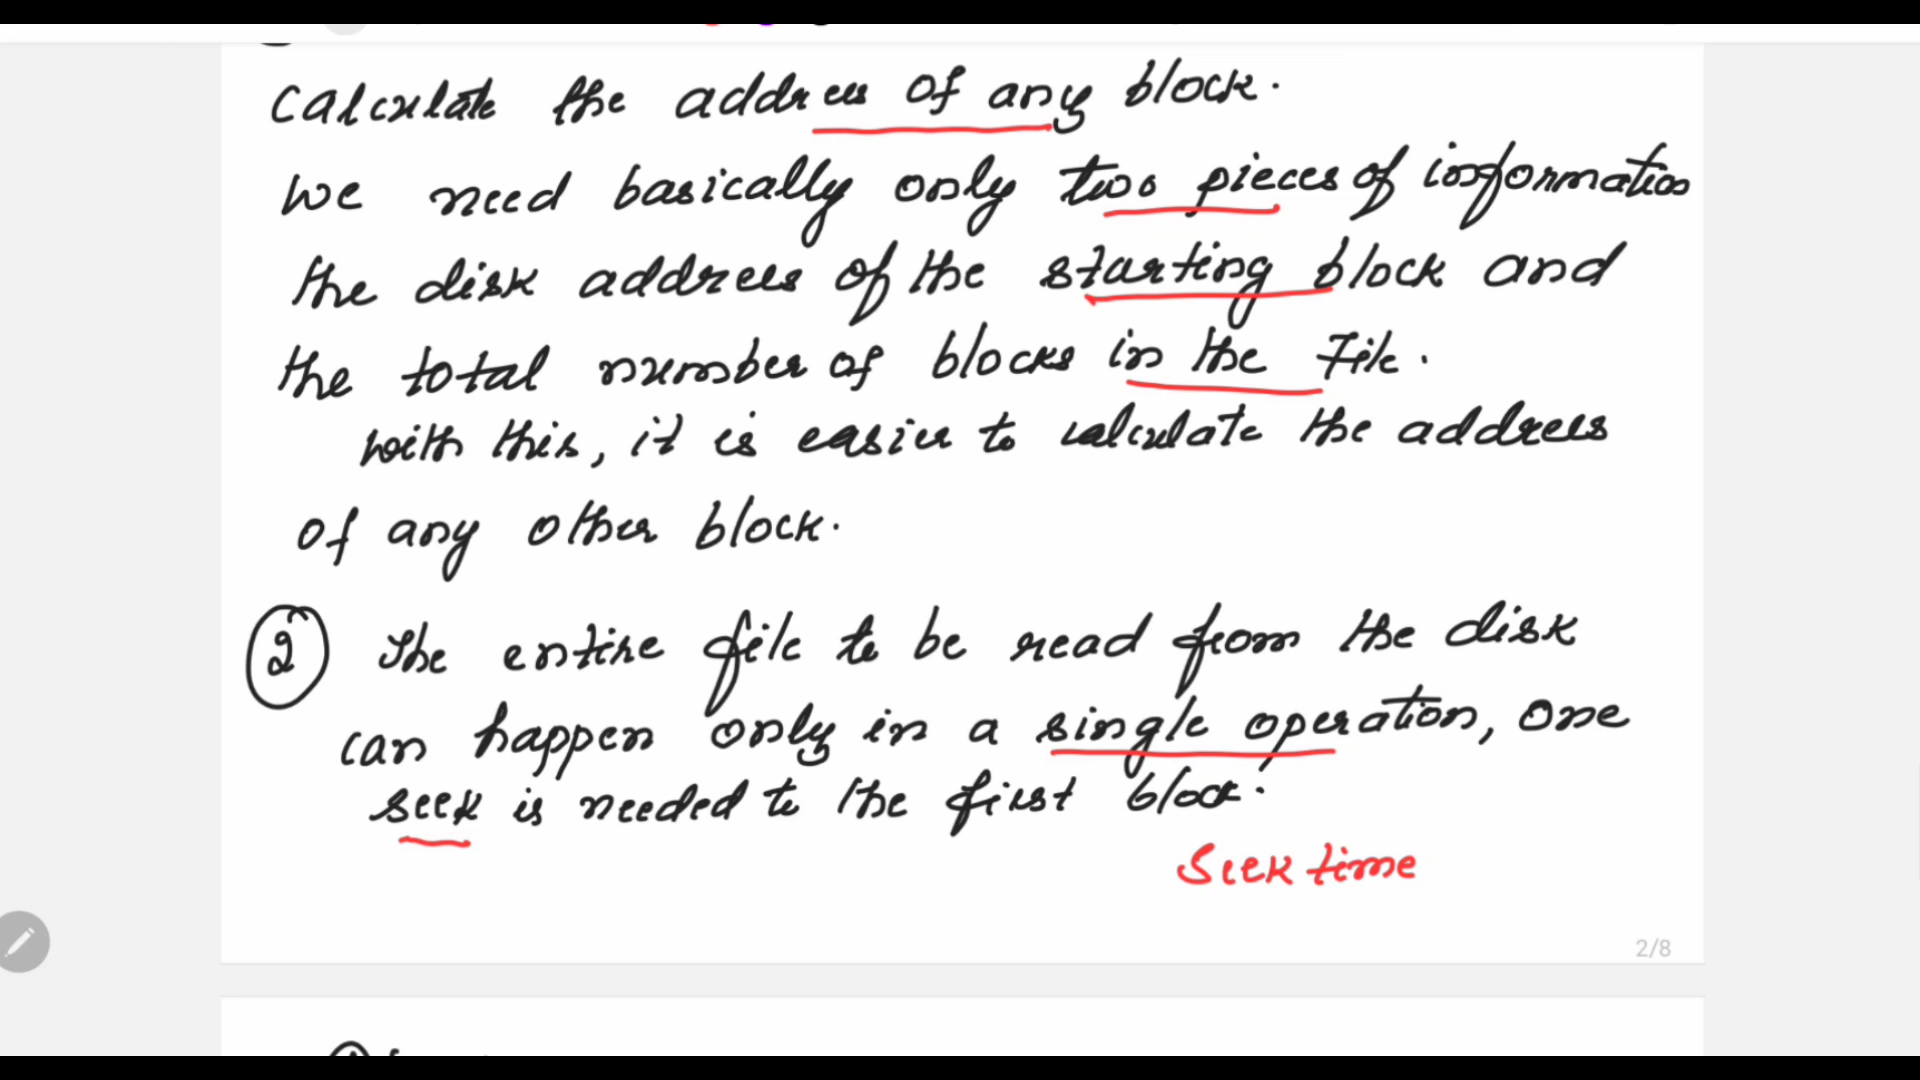 Calculate the address of any block.
we need basically only two pieces of information
the disk address of the starting block and
the total number of blocks in the File.
with this, it is easier to calculate the address
of any other block.
2 The entire file to be read from the disk
can happen only in a single operation, one
seek is needed to the first block.
Seek time
2/8